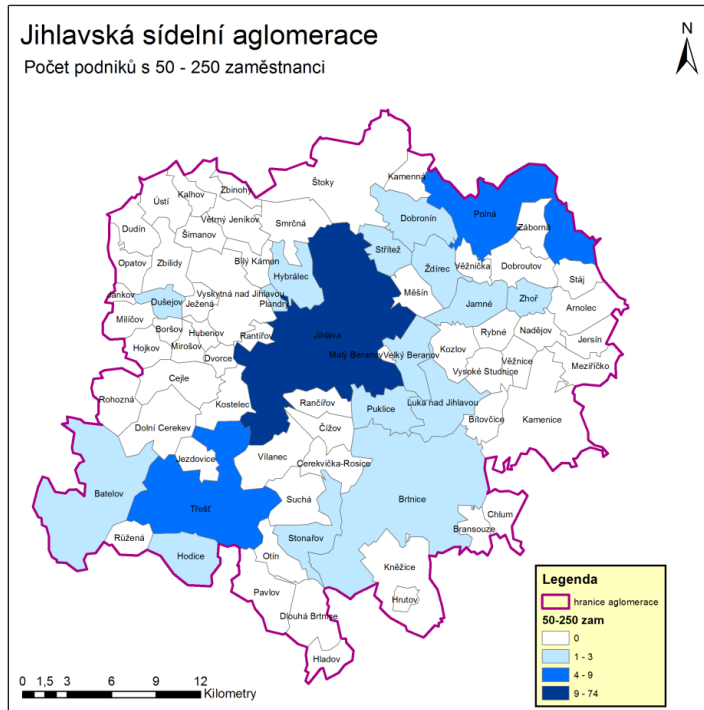 Jihlavská sídelní aglomerace
N
Počet podniků s 50 - 250 zaměstnanci
Štoky
Kamenná
Zbinohy
Kalhov
Ústí
Polná
Větrný Jeníkov
Smrčná
Dobronín
Dudín
Šimanov
Záborná
Střítež
Opatov
Zbilidy
Bílý Kámen
Hybrálec
Ždírec
Věžnička
Dobroutov
Stáj
Měšín
Jankov
Vyskytná nad Jihlavou
Dušejov
Ježená
Plandry
Jamné
Zhoř
Arnolec
Milíčov
Boršov
Hubenov
Rantířov
Jihlava
Rybné
Nadějov
Jersín
Hojkov
Mirošov
Dvorce
Malý Beranov
Velký Beranov
Kozlov
Věžnice
Vysoké Studnice
Meziříčko
Cejle
Rohozná
Kostelec
Rančířov
Puklice
Luka nad Jihlavou
Bítovčice
Kamenice
Dolní Cerekev
Čížov
Jezdovice
Vílanec
Cerekvička-Rosice
Batelov
Třešť
Suchá
Brtnice
Chlum
Bransouze
Růžená
Stonařov
Hodice
Otín
Kněžice
Pavlov
Hrutov
Dlouhá Brtnice
Hladov
Legenda
hranice aglomerace
50-250 zam
0
1 - 3
4 - 9
9 - 74
0 1,5 3 6 9 12
Kilometry